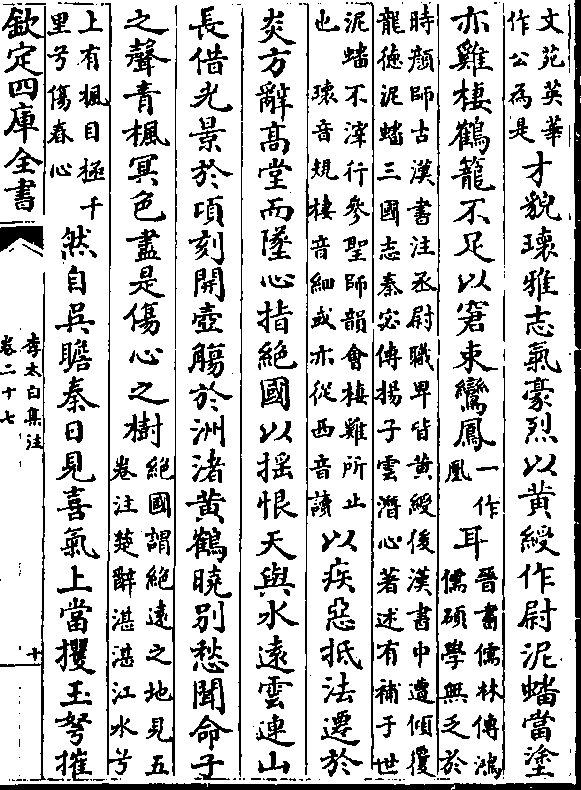 文苑英華
作公為是
才貌瓌雅志氣豪烈以黃綬作尉泥蟠當塗
亦雞棲鶴籠不足以窘束鸞鳳
一作
凰
耳
晉書儒林傳鴻
儒碩學無乏於
時顏師古漢書注丞尉職卑皆黃綬後漢書中遭傾覆
龍德泥蟠三國志秦宓傳揚子雲潛心著述有補于世
泥蟠不滓行參聖師韻會棲雞所止
也 瓌音規棲音細或亦從西音讀
以疾惡抵法遷於
炎方辭高堂而墜心指絕國以揺恨天與水遠雲連山
長借光景於頃刻開壺觴於洲渚黃鶴曉別愁聞命子
之聲青楓冥色盡是傷心之樹
絕國謂絕遠之地見五
卷注楚辭湛湛江水兮
上有楓目極千
里兮傷春心
然自吳瞻秦日見喜氣上當攫玉弩摧
欽定四庫全書
李太白集注
卷二十七
十